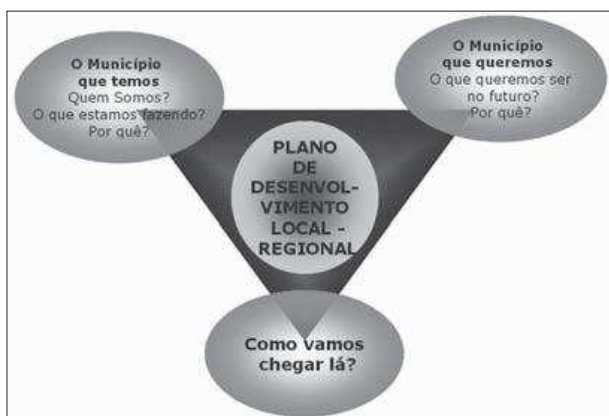 O Município
que temos
Quem Somos?
O que estamos fazendo?
Por quê?
O Município
que queremos
O que queremos ser
no futuro?
Por quê?
PLANO
DE
DESENVOL-
VIMENTO
LOCAL -
REGIONAL
Como vamos
chegar lá?